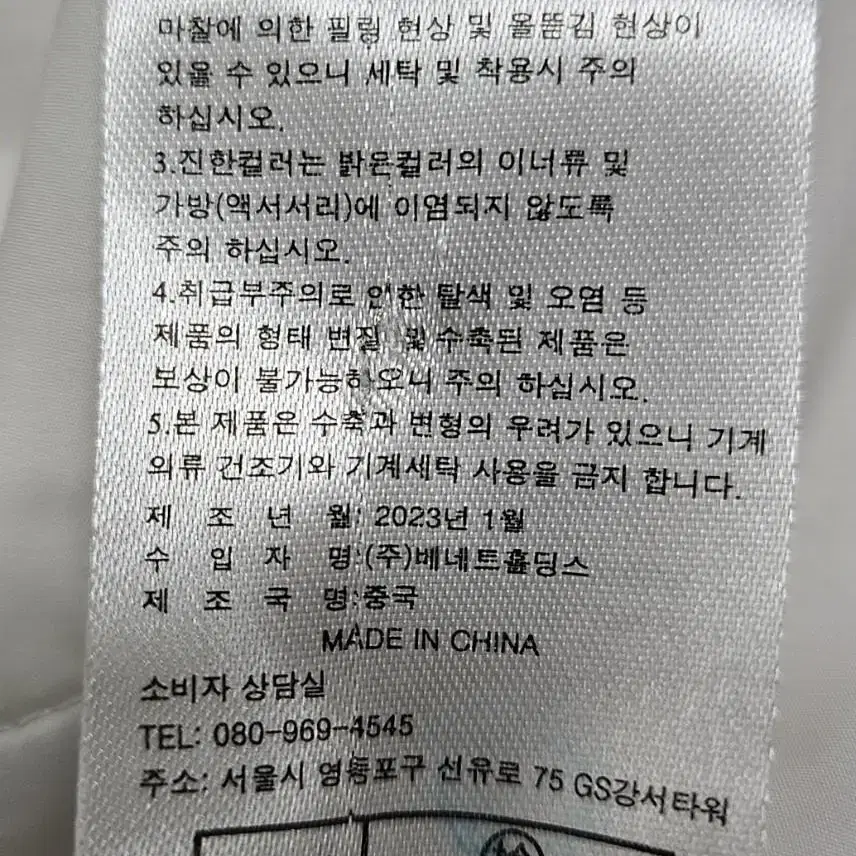 마찰에 의한 필링 현상 및 올뜯김 현상이
있을 수 있으니 세탁 및 착용시 주의
하십시오.
3.진한컬러는 밝은컬러의 이너류 및
가방(액서서리)에 이염되지 않도록
주의 하십시오.
4.취급부주의로 인한 탈색 및 오염 등
제품의 형태 변질 및 수축된 제품은
보상이 불가능하오니 주의 하십시오.
5.본 제품은 수축과 변형의 우려가 있으니 기계
의류 건조기와 기계세탁 사용을 금지 합니다.
제 조 년 월: 2023년 1월
수 입 자 명:(주)베네트홀딩스
제 조 국 명:중국
MADE IN CHINA
소비자 상담실
TEL: 080-969-4545
주소: 서울시 영등포구 선유로 75 GS강서타워